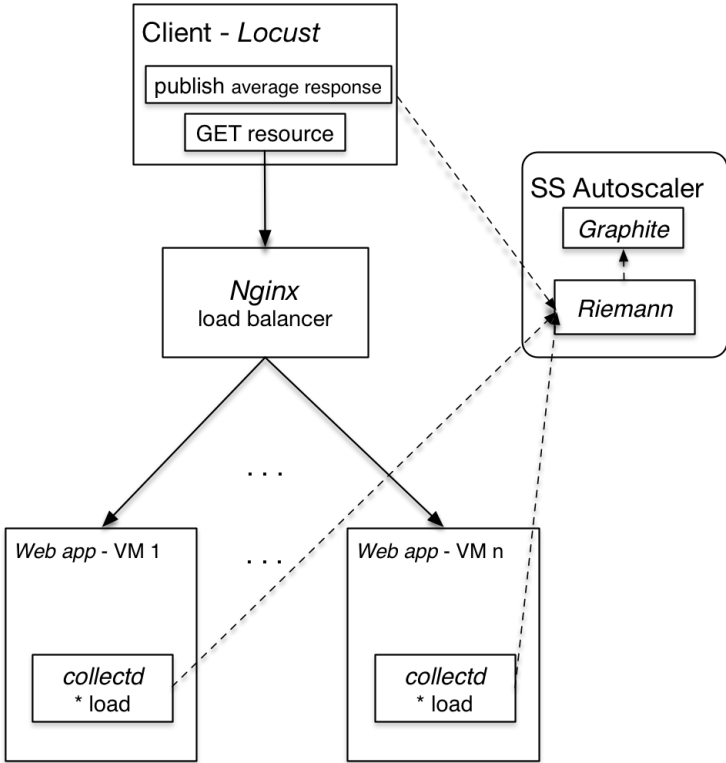 Client - Locust
publish average response
GET resource
SS Autoscaler
Graphite
Riemann
Nginx
load balancer
. . .
. . .
Web app - VM 1
Web app - VM n
collectd
* load
collectd
* load